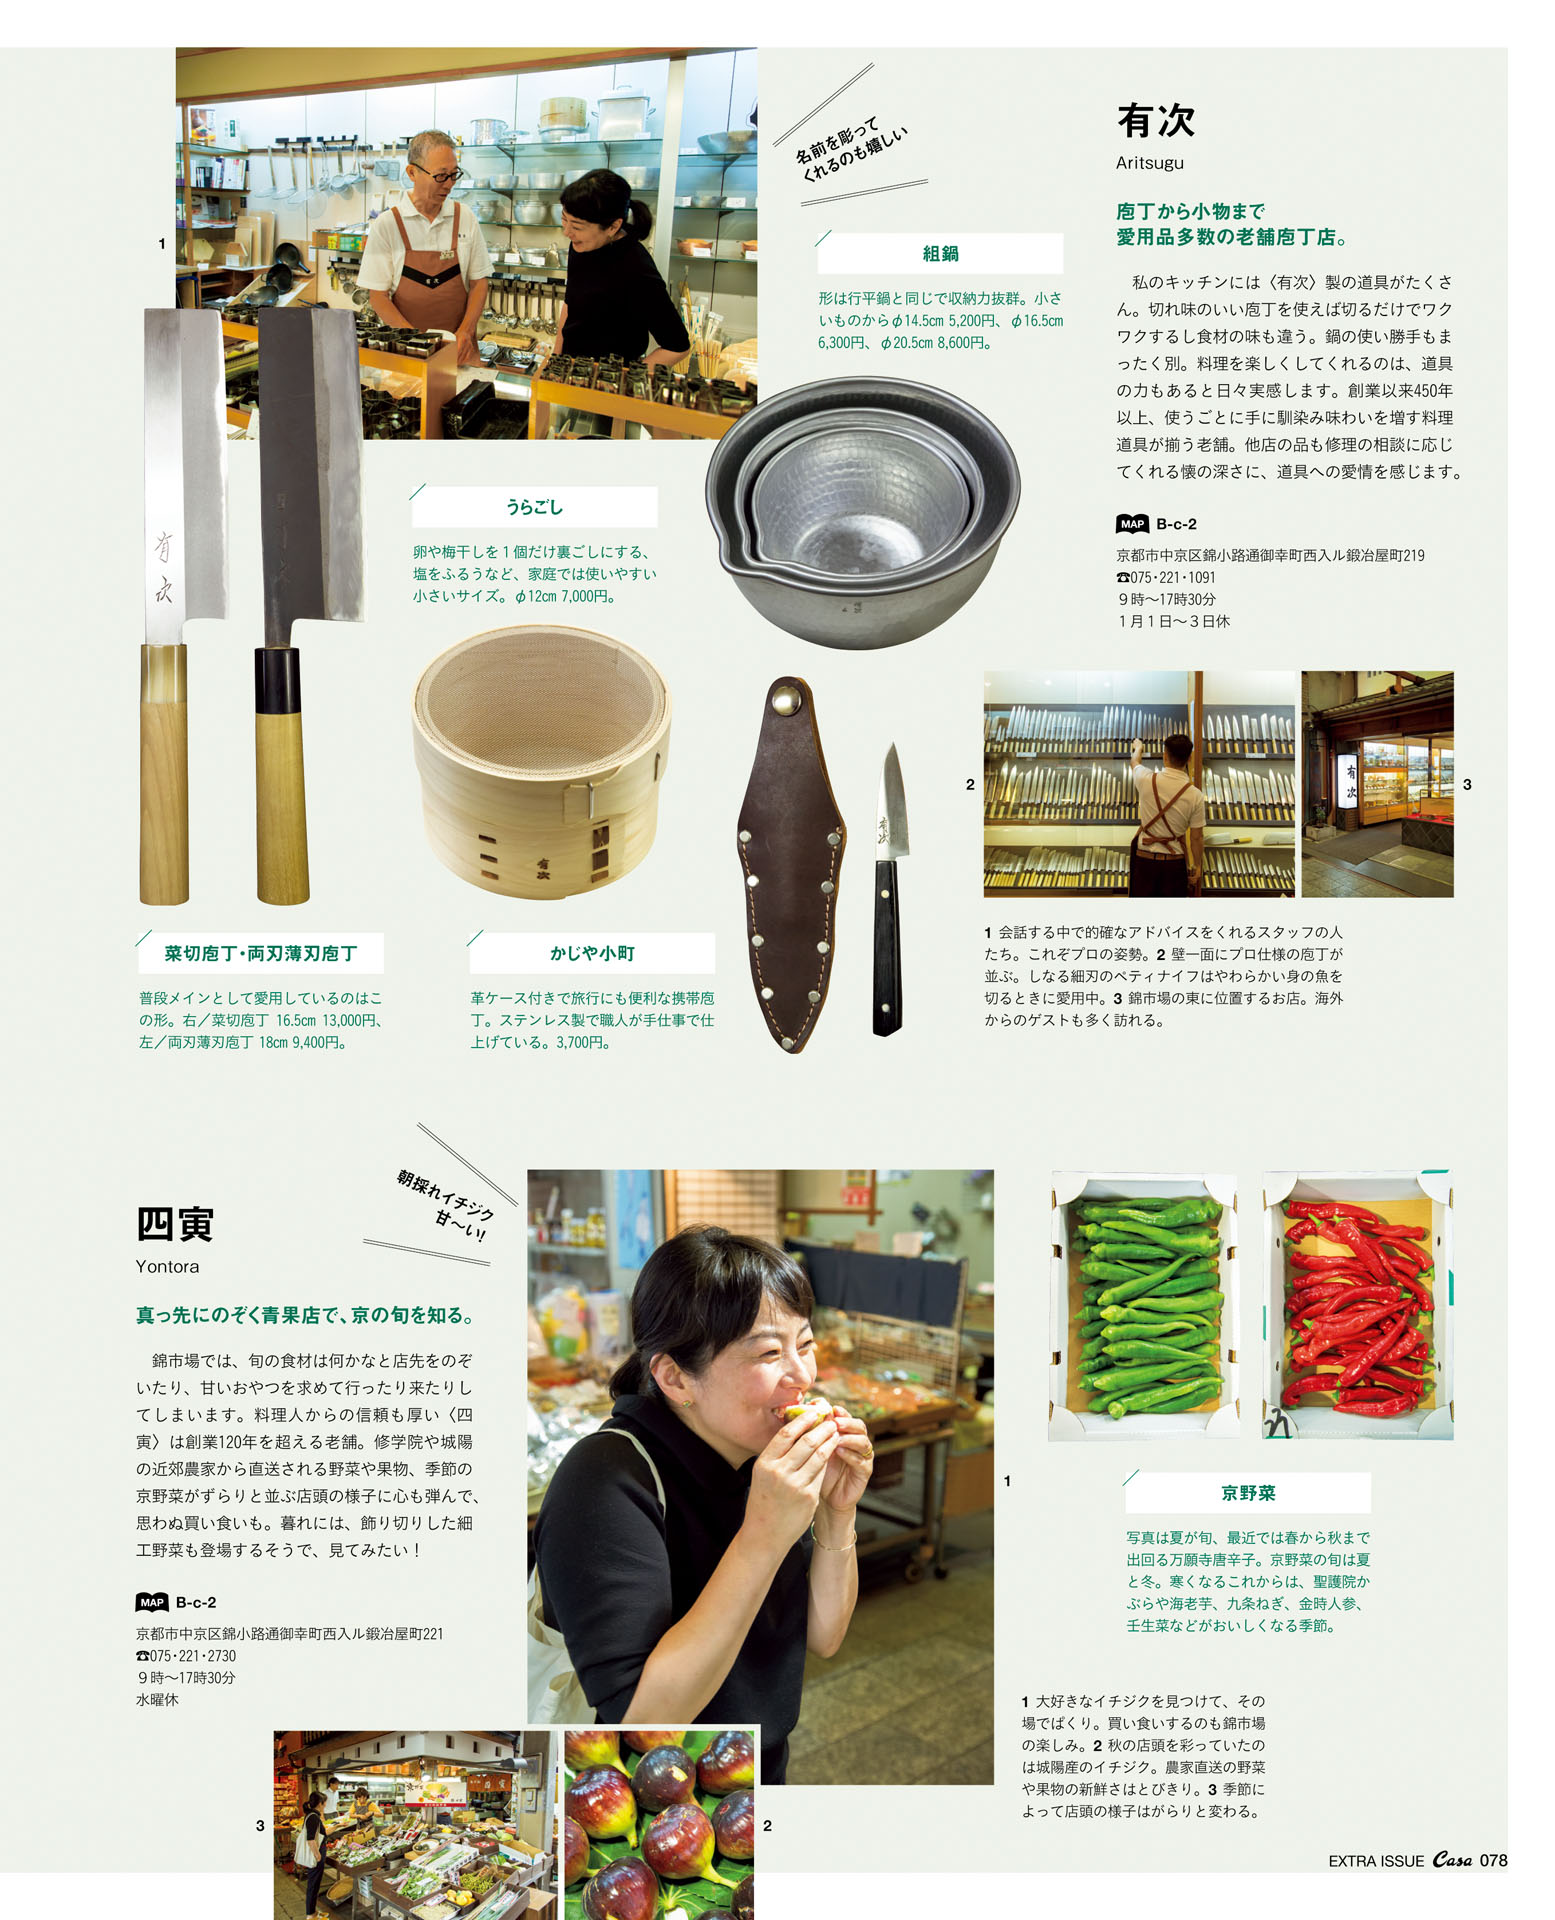 有次
Aritsugu
庖丁から小物まで
愛用品多数の老舗庖丁店。
私のキッチンには〈有次〉製の道具がたくさ
ん。切れ味のいい庖丁を使えば切るだけでワク
ワクするし食材の味も違う。鍋の使い勝手もま
ったく別。料理を楽しくしてくれるのは、道具
の力もあると日々実感します。創業以来450年
以上、使うごとに手に馴染み味わいを増す料理
道具が揃う老舗。他店の品も修理の相談に応じ
てくれる懐の深さに、道具への愛情を感じます。
MAP B-c-2
京都市中京区錦小路通御幸町西入ル鍛冶屋町219
☎075・221・1091
9時〜17時30分
1月1日〜3日休
名前を彫って
くれるのも嬉しい
1
組鍋
形は行平鍋と同じで収納力抜群。小さ
いものからφ14.5cm 5,200円、φ16.5cm
6,300円、φ20.5cm 8,600円。
うらごし
卵や梅干しを1個だけ裏ごしにする、
塩をふるうなど、家庭では使いやすい
小さいサイズ。φ12cm 7,000円。
有次
有次
有次
有次
2
3
菜切庖丁・両刃薄刃庖丁
普段メインとして愛用しているのはこ
の形。右／菜切庖丁 16.5cm 13,000円、
左／両刃薄刃庖丁 18cm 9,400円。
かじや小町
革ケース付きで旅行にも便利な携帯庖
丁。ステンレス製で職人が手仕事で仕
上げている。3,700円。
1 会話する中で的確なアドバイスをくれるスタッフの人
たち。これぞプロの姿勢。2 壁一面にプロ仕様の庖丁が
並ぶ。しなる細刃のペティナイフはやわらかい身の魚を
切るときに愛用中。3 錦市場の東に位置するお店。海外
からのゲストも多く訪れる。
四寅
Yontora
朝採れイチジク
甘〜い！
真っ先にのぞく青果店で、京の旬を知る。
錦市場では、旬の食材は何かなと店先をのぞ
いたり、甘いおやつを求めて行ったり来たりし
てしまいます。料理人からの信頼も厚い〈四
寅〉は創業120年を超える老舗。修学院や城陽
の近郊農家から直送される野菜や果物、季節の
京野菜がずらりと並ぶ店頭の様子に心も弾んで、
思わぬ買い食いも。暮れには、飾り切りした細
工野菜も登場するそうで、見てみたい！
MAP B-c-2
京都市中京区錦小路通御幸町西入ル鍛冶屋町221
☎075・221・2730
9時〜17時30分
水曜休
1
京野菜
写真は夏が旬、最近では春から秋まで
出回る万願寺唐辛子。京野菜の旬は夏
と冬。寒くなるこれからは、聖護院か
ぶらや海老芋、九条ねぎ、金時人参、
壬生菜などがおいしくなる季節。
1 大好きなイチジクを見つけて、その
場でぱくり。買い食いするのも錦市場
の楽しみ。2 秋の店頭を彩っていたの
は城陽産のイチジク。農家直送の野菜
や果物の新鮮さはとびきり。3 季節に
よって店頭の様子はがらりと変わる。
3
2
EXTRA ISSUE Casa 078